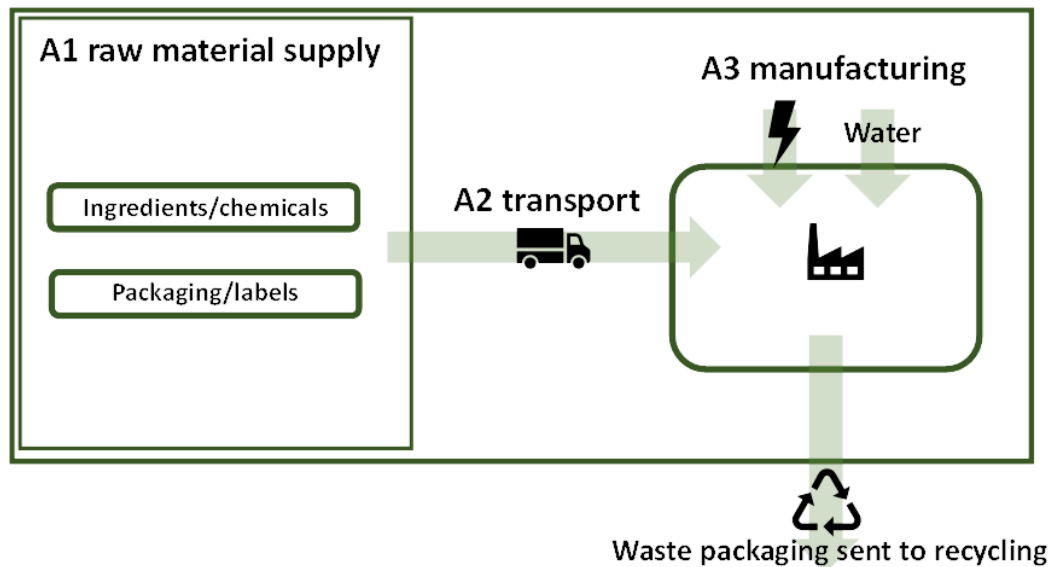 A1 raw material supply
Ingredients/chemicals
Packaging/labels
A2 transport
A3 manufacturing
Water
Waste packaging sent to recycling